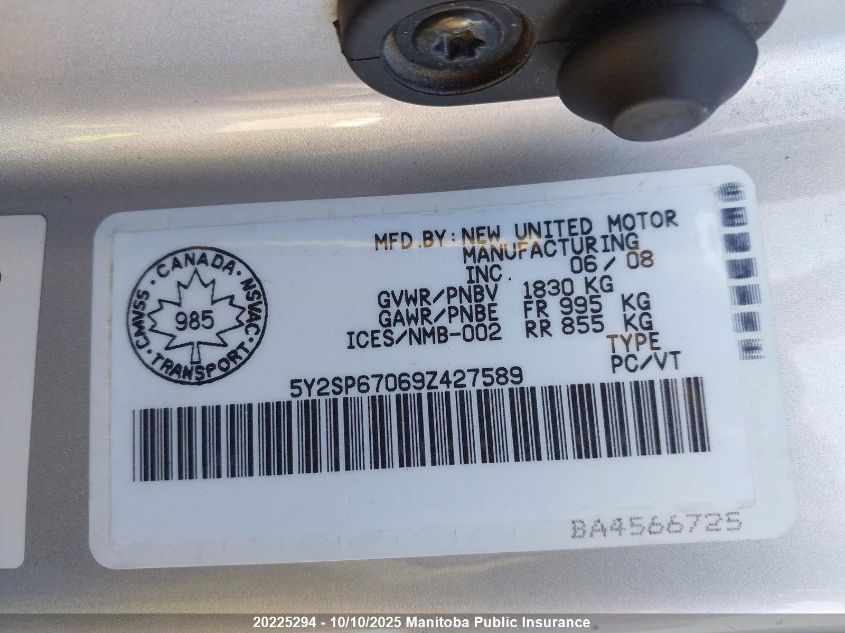 MFD.BY: NEW UNITED MOTOR
MANUFACTURING
INC 06/08
GVWR/PNBV 1830 KG
GAWR/PNBE FR 995 KG
ICES/NMB-002 RR 855 KG
TYPE
PC/VT
CANADA
CMVSS 985 NSVAC
TRANSPORT
5Y2SP67069Z427589
BA4566725
20225294 - 10/10/2025 Manitoba Public Insurance